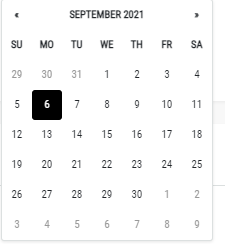 « SEPTEMBER 2021 »
SU MO TU WE TH FR SA
29 30 31 1 2 3 4
5 6 7 8 9 10 11
12 13 14 15 16 17 18
19 20 21 22 23 24 25
26 27 28 29 30 1 2
3 4 5 6 7 8 9